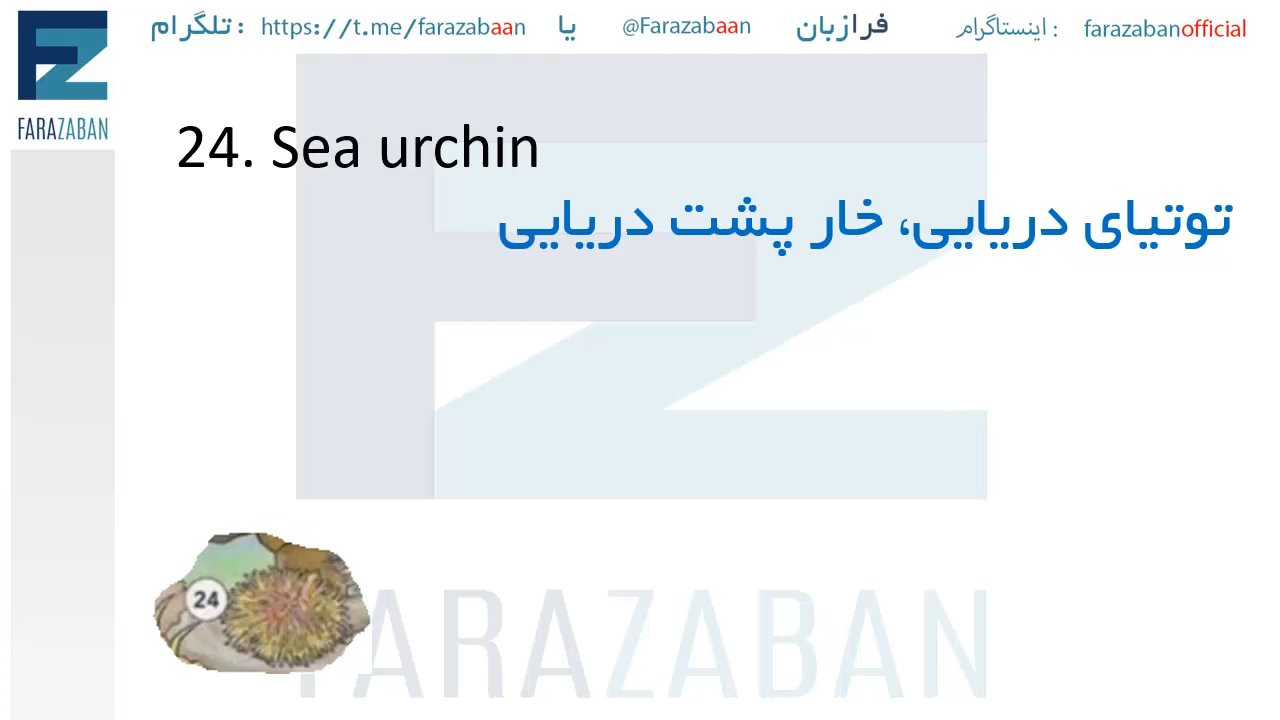 تلگرام : https://t.me/farazabaan یا @Farazabaan فرازبان اینستاگرام : farazabanofficial
FZ
FARAZABAN
24. Sea urchin
توتیای دریایی، خار پشت دریایی
24
FARAZABAN